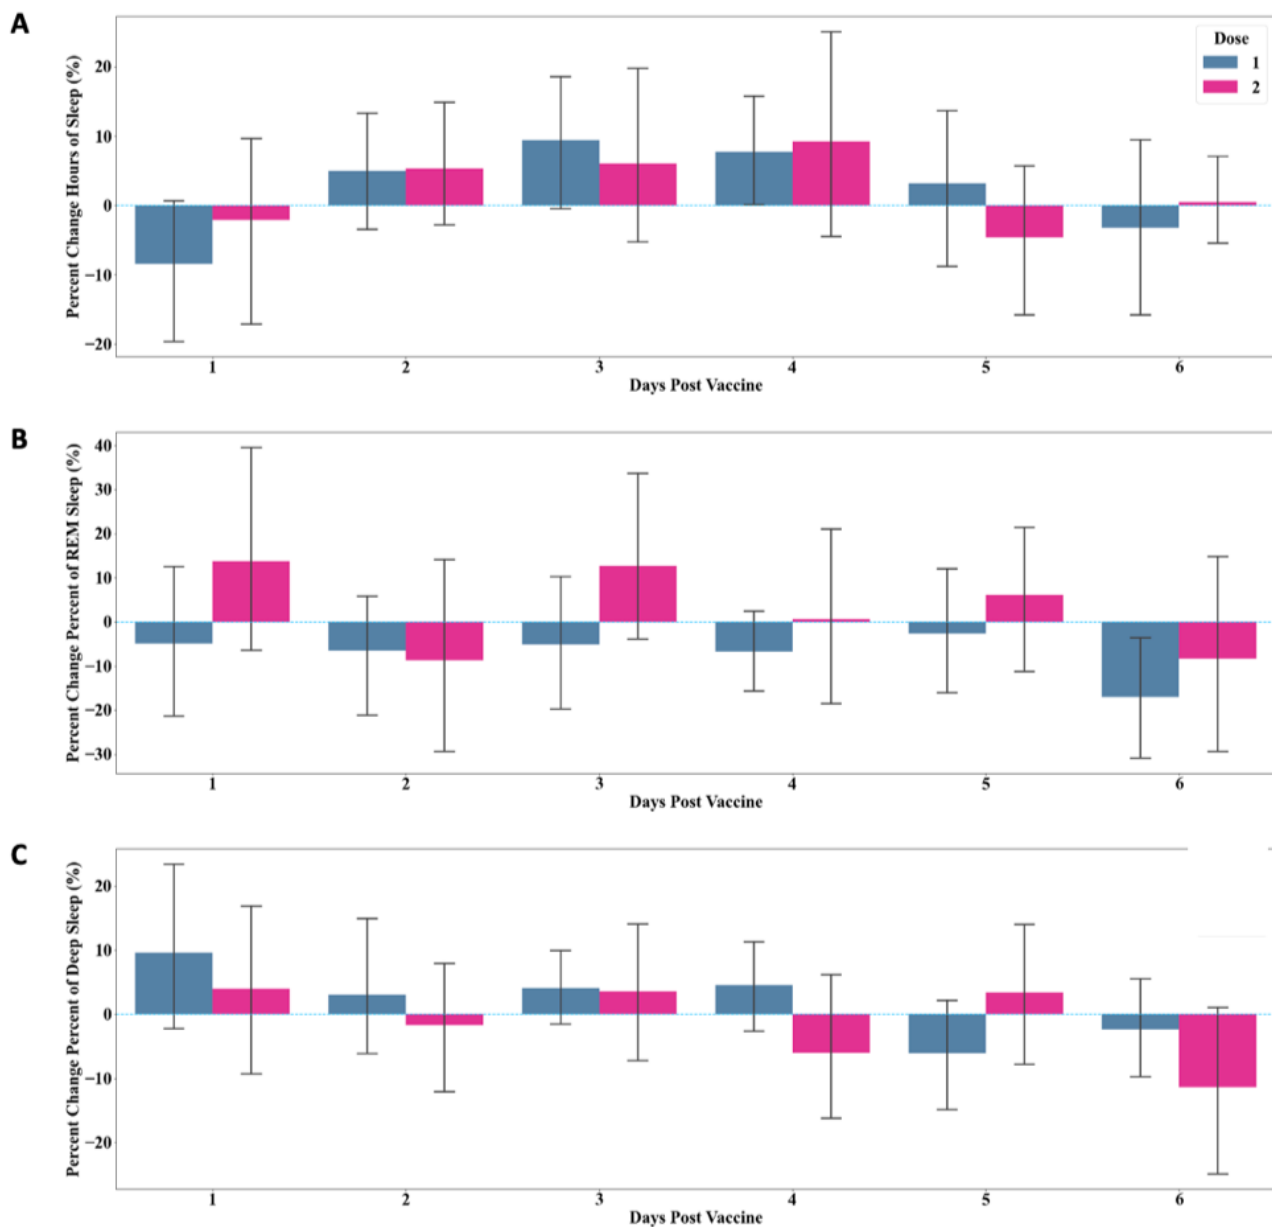 A
Percent Change Hours of Sleep (%)
20
10
0
−10
−20
Dose
1
2
1 2 3 4 5 6
Days Post Vaccine
B
Percent Change Percent of REM Sleep (%)
40
30
20
10
0
−10
−20
−30
1 2 3 4 5 6
Days Post Vaccine
C
Percent Change Percent of Deep Sleep (%)
20
10
0
−10
−20
1 2 3 4 5 6
Days Post Vaccine